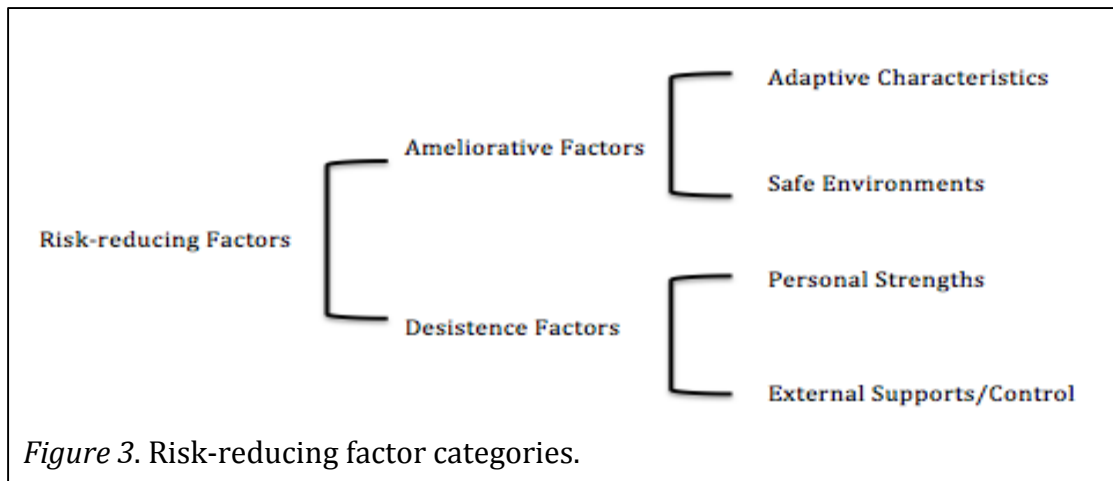 Adaptive Characteristics
Ameliorative Factors
Safe Environments
Risk-reducing Factors
Personal Strengths
Desistence Factors
External Supports/Control
Figure 3. Risk-reducing factor categories.